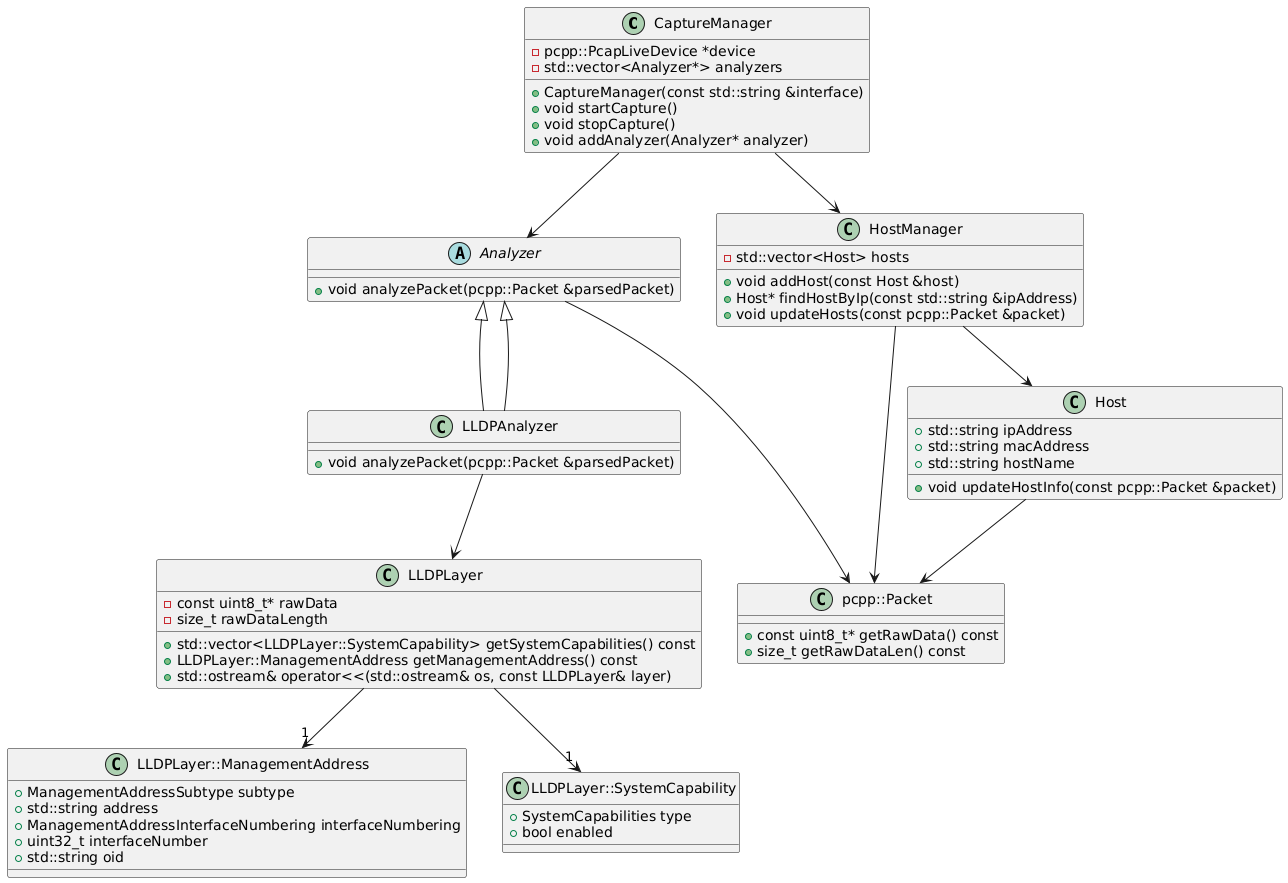 C CaptureManager
pcpp::PcapLiveDevice *device
std::vector<Analyzer*> analyzers
CaptureManager(const std::string &interface)
void startCapture()
void stopCapture()
void addAnalyzer(Analyzer* analyzer)
A Analyzer
void analyzePacket(pcpp::Packet &parsedPacket)
C HostManager
std::vector<Host> hosts
void addHost(const Host &host)
Host* findHostByIp(const std::string &ipAddress)
void updateHosts(const pcpp::Packet &packet)
C LLDPAnalyzer
void analyzePacket(pcpp::Packet &parsedPacket)
C Host
std::string ipAddress
std::string macAddress
std::string hostName
void updateHostInfo(const pcpp::Packet &packet)
C LLDPLayer
const uint8_t* rawData
size_t rawDataLength
std::vector<LLDPLayer::SystemCapability> getSystemCapabilities() const
LLDPLayer::ManagementAddress getManagementAddress() const
std::ostream& operator<<(std::ostream& os, const LLDPLayer& layer)
C pcpp::Packet
const uint8_t* getRawData() const
size_t getRawDataLen() const
1
1
C LLDPLayer::ManagementAddress
ManagementAddressSubtype subtype
std::string address
ManagementAddressInterfaceNumbering interfaceNumbering
uint32_t interfaceNumber
std::string oid
C LLDPLayer::SystemCapability
SystemCapabilities type
bool enabled